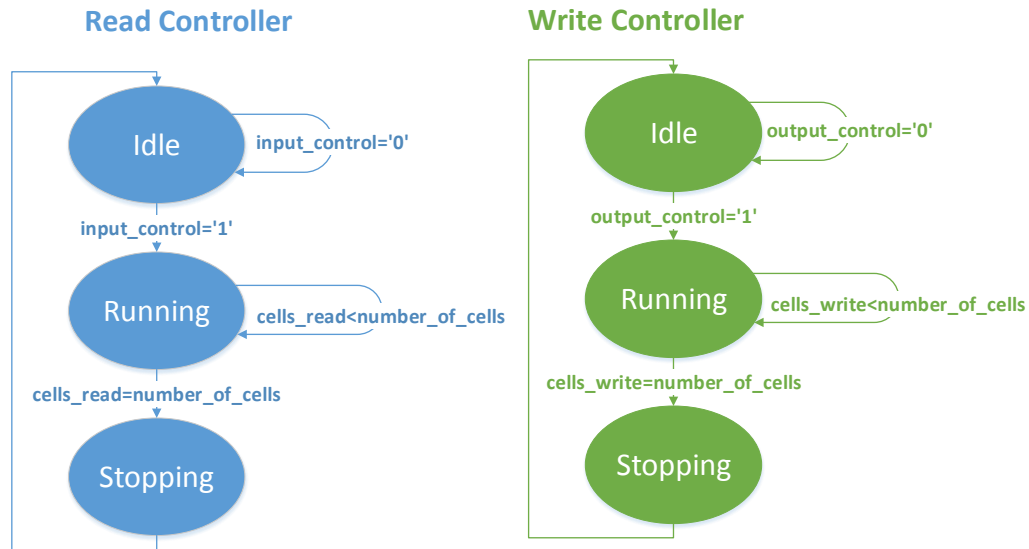 Read Controller
Idle
input_control='0'
input_control='1'
Running
cells_read<number_of_cells
cells_read=number_of_cells
Stopping
Write Controller
Idle
output_control='0'
output_control='1'
Running
cells_write<number_of_cells
cells_write=number_of_cells
Stopping